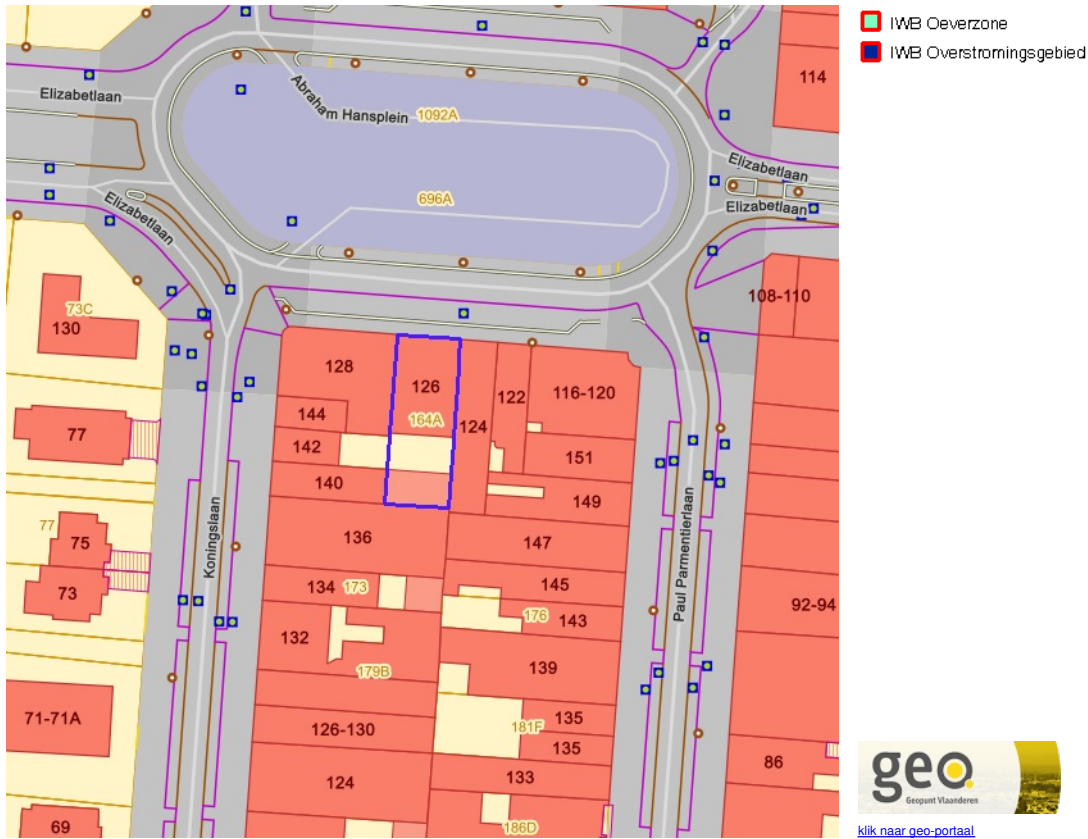 IWB Oeverzone
IWB Overstromingsgebied
114
Elizabetlaan
Abraham Hansplein
1092A
Elizabetlaan
696A
Elizabetlaan
Elizabetlaan
108-110
73C
130
128
126
122
116-120
144
164A
124
77
142
151
140
149
Koningslaan
Paul Parmentierlaan
77
75
136
147
73
134
173
145
176
143
92-94
132
139
179B
71-71A
126-130
181F
135
135
124
133
86
69
186D
geo
Geopunt Vlaanderen
klik naar geo-portaal